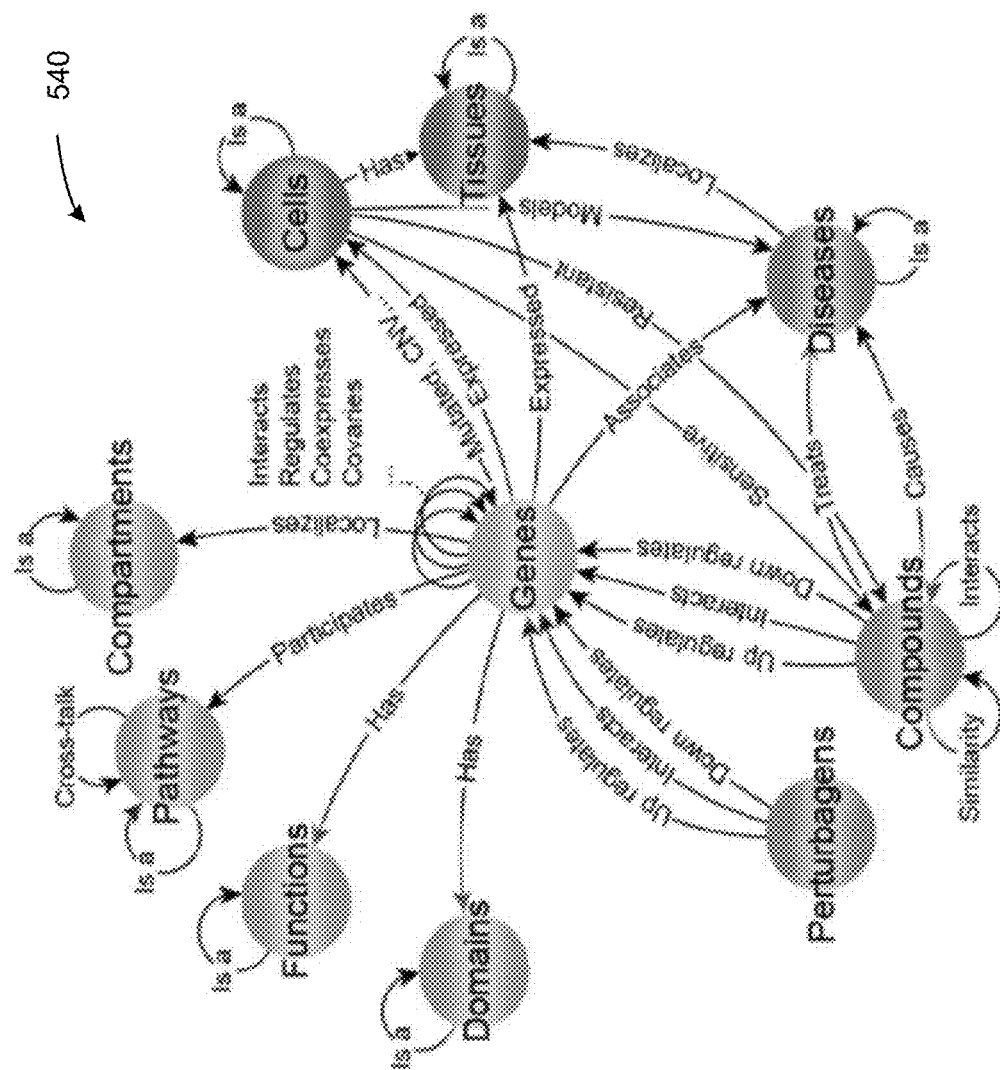 540
Is a
Compartments
Cross-talk
Pathways
Is a
Is a
Functions
Is a
Domains
Participates
Localizes
Has
Has
Interacts
Regulates
Coexpresses
Covaries
...
Mutated, CNV...
Expressed
Is a
Cells
Has
Is a
Tissues
Genes
Expressed
Associates
Models
Resistant
Sensitive
Localizes
Diseases
Is a
Treats
Causes
Down regulates
Interacts
Up regulates
Down regulates
Interacts
Up regulates
Perturbagens
Compounds
Similarity
Interacts